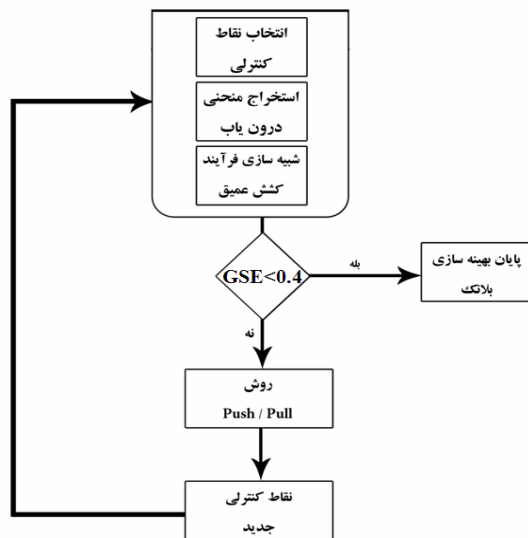 انتخاب نقاط
کنترلی
استخراج منحنی
درون یاب
شبیه سازی فرآیند
کشش عمیق
GSE<0.4
بله
پایان بهینه سازی
بلانک
نه
روش
Push / Pull
نقاط کنترلی
جدید